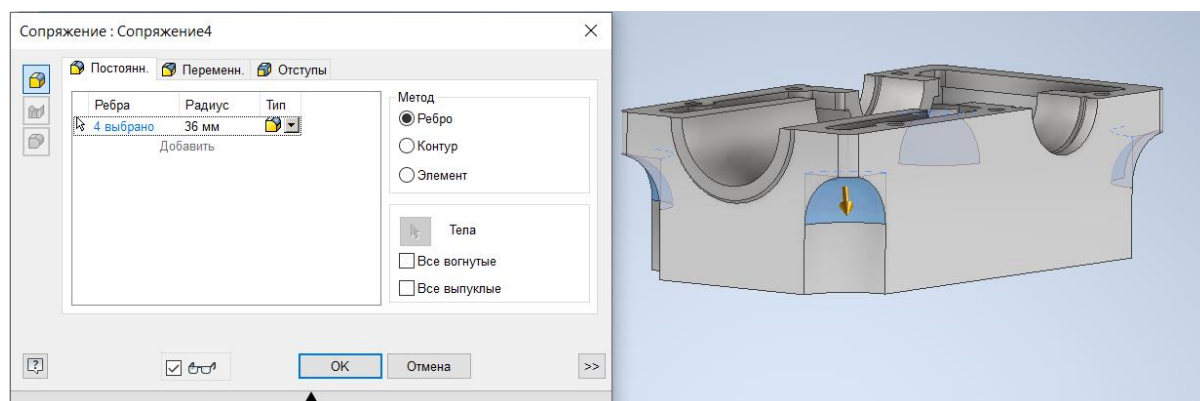 Сопряжение : Сопряжение4
Постоянн. Переменн. Отступы
Ребра Радиус Тип
4 выбрано 36 мм
Добавить
Метод
Ребро
Контур
Элемент
Тела
Все вогнутые
Все выпуклые
OK Отмена >>